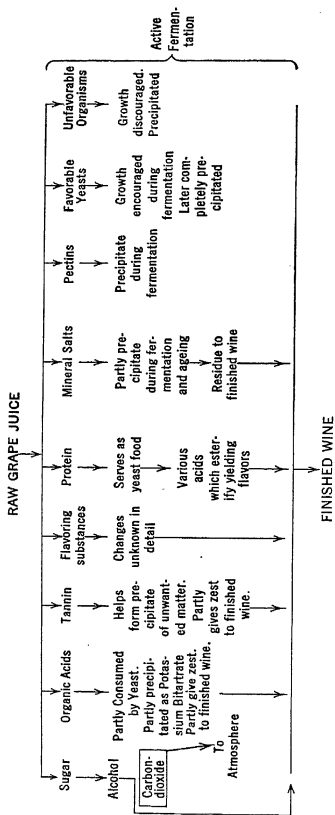 RAW GRAPE JUICE
Sugar
Alcohol
Carbon-
dioxide
To
Atmosphere
Organic Acids
Partly Consumed
by Yeast.
Partly precipi-
tated as Potas-
sium Bitartrate
Partly give zest.
to finished wine.
Tannin
Helps
form pre-
cipitate
of unwant-
ed matter.
Partly
gives zest
to finished
wine.
Flavoring
substances
Changes
unknown in
detail
Protein
Serves as
yeast food
Various
acids
which ester-
ify yielding
flavors
Mineral Salts
Partly pre-
cipitate
during fer-
mentation
and ageing
Residue to
finished wine
Pectins
Precipitate
during
fermentation
Favorable
Yeasts
Growth
encouraged
during
fermentation
Later com-
pletely pre-
cipitated
Unfavorable
Organisms
Growth
discouraged.
Precipitated
Active
Fermen-
tation
FINISHED WINE